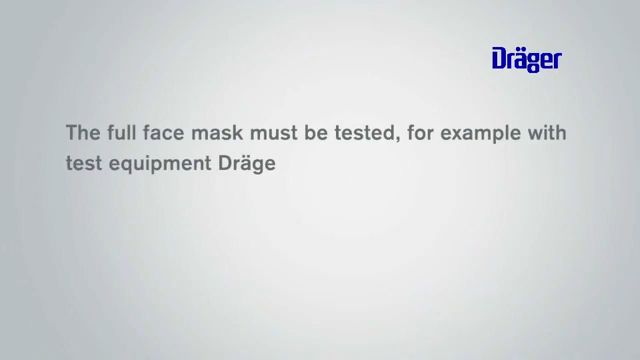 Dräger
The full face mask must be tested, for example with
test equipment Dräge